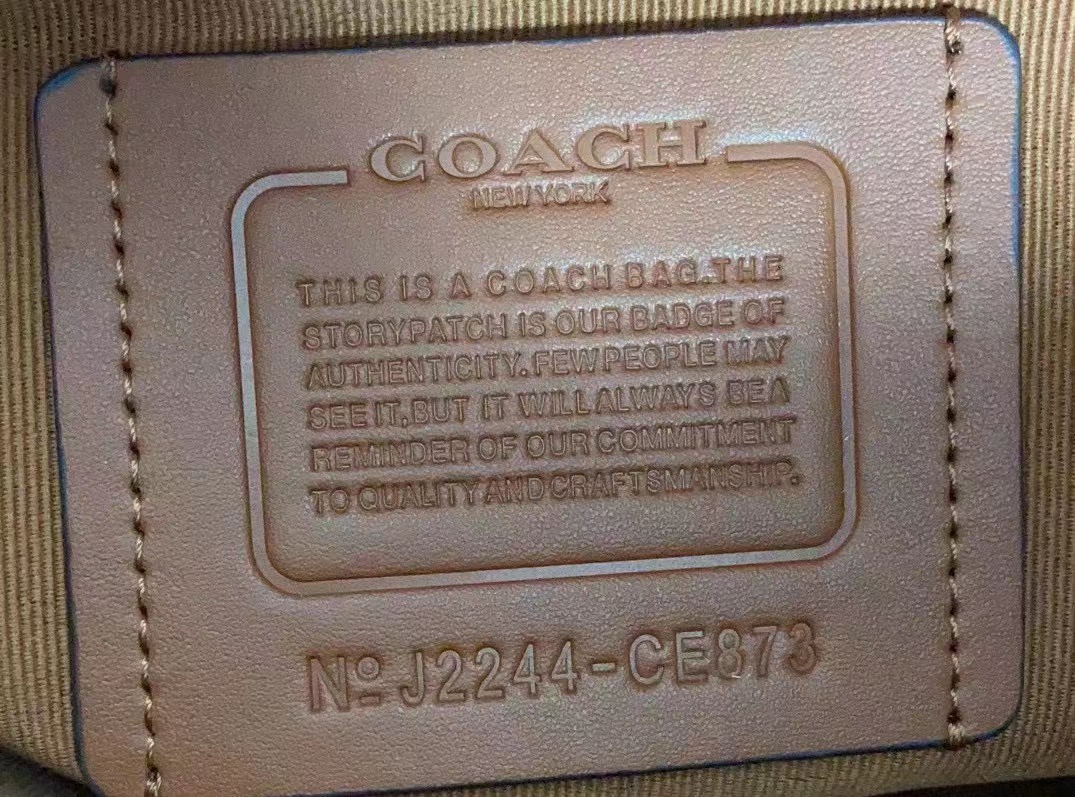 COACH
NEW YORK
THIS IS A COACH BAG.THE
STORYPATCH IS OUR BADGE OF
AUTHENTICITY.FEW PEOPLE MAY
SEE IT,BUT IT WILL ALWAYS BE A
REMINDER OF OUR COMMITMENT
TO QUALITY AND CRAFTSMANSHIP.
Nº J2244-CE873